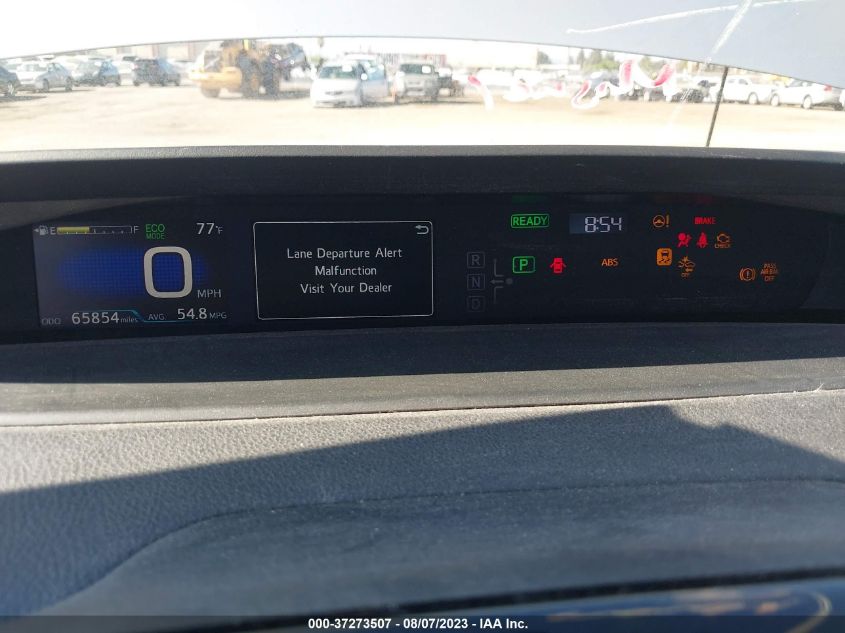 E F ECO MODE 77°F
0 MPH
ODO 65854 miles AVG. 54.8 MPG
Lane Departure Alert
Malfunction
Visit Your Dealer
R
N
D
READY 8:54 BRAKE
CHECK
P ABS
OFF
PASS
AIR BAG
OFF
000-37273507 - 08/07/2023 - IAA Inc.